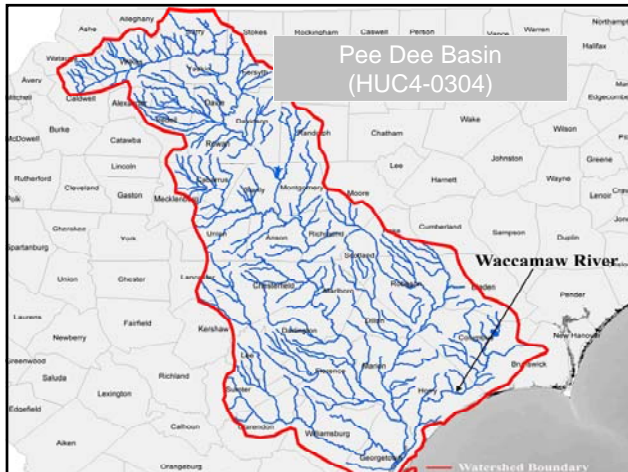 Ashe
Alleghany
Surry
Stokes
Rockingham
Caswell
Person
Vance
Warren
Northampton
Halifax
Pee Dee Basin
(HUC4-0304)
Watauga
Wilkes
Yadkin
Forsyth
Avery
Mitchell
Caldwell
Alexander
Davie
Davidson
Iredell
Edgecombe
McDowell
Burke
Catawba
Rowan
Randolph
Chatham
Wake
Wilson
Greene
Pitt
Rutherford
Cleveland
Lincoln
Gaston
Cabarrus
Mecklenburg
Stanly
Montgomery
Moore
Lee
Harnett
Johnston
Wayne
Lenoir
Polk
Spartanburg
Cherokee
York
Union
Anson
Richmond
Scotland
Cumberland
Sampson
Duplin
Waccamaw River
Union
Chester
Lancaster
Chesterfield
Marlboro
Robeson
Bladen
Pender
Laurens
Newberry
Fairfield
Kershaw
Darlington
Dillon
Columbus
New Hanover
Greenwood
Saluda
Richland
Lee
Florence
Marion
Horry
Brunswick
Lexington
Sumter
Edgefield
Calhoun
Clarendon
Williamsburg
Aiken
Orangeburg
Georgetown
Watershed Boundary